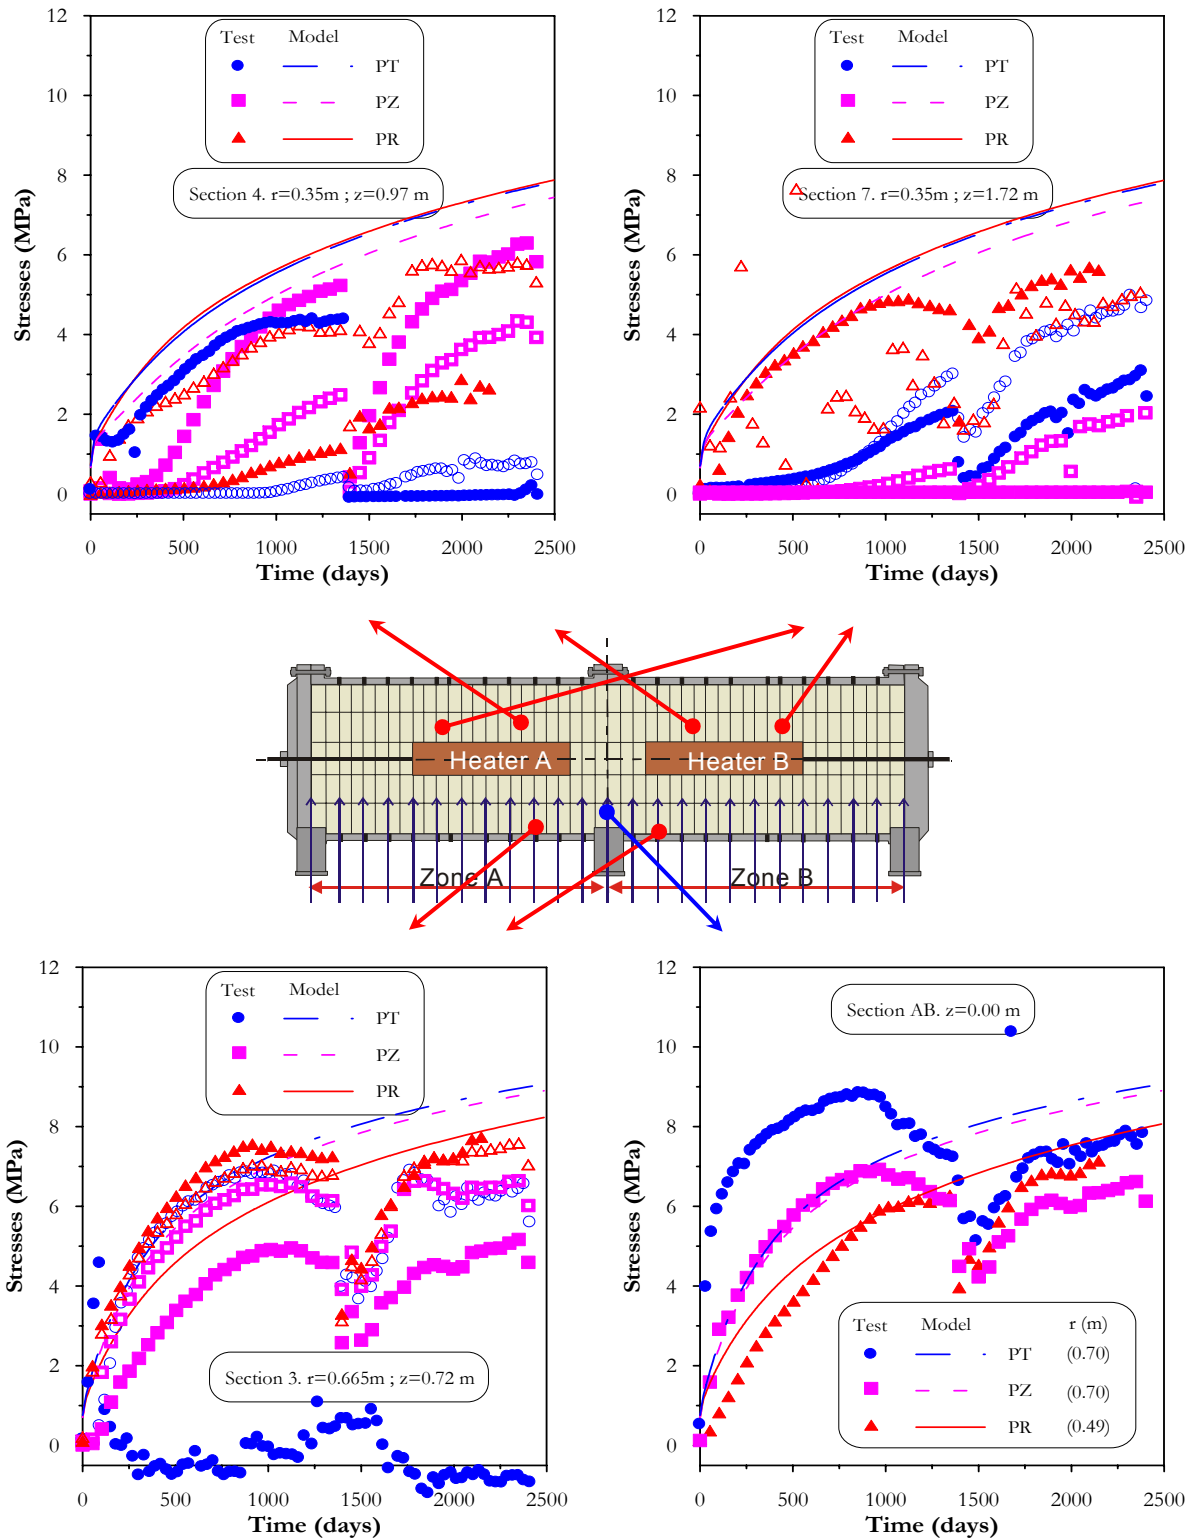 12
10
8
6
4
2
0
Stresses (MPa)
Test Model
PT
PZ
PR
Section 4. r=0.35m ; z=0.97 m
0 500 1000 1500 2000 2500
Time (days)
12
10
8
6
4
2
0
Stresses (MPa)
Test Model
PT
PZ
PR
Section 7. r=0.35m ; z=1.72 m
0 500 1000 1500 2000 2500
Time (days)
Heater A
Heater B
Zone A
Zone B
12
10
8
6
4
2
0
Stresses (MPa)
Test Model
PT
PZ
PR
Section 3. r=0.665m ; z=0.72 m
0 500 1000 1500 2000 2500
Time (days)
12
10
8
6
4
2
0
Stresses (MPa)
Section AB. z=0.00 m
Test Model r (m)
PT (0.70)
PZ (0.70)
PR (0.49)
0 500 1000 1500 2000 2500
Time (days)